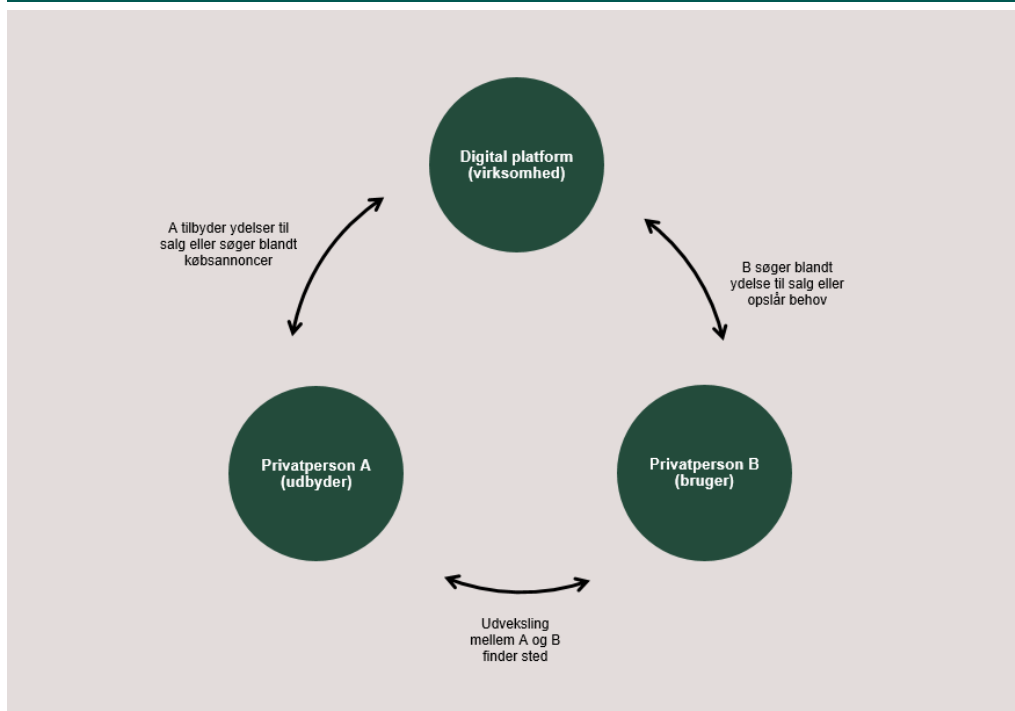 Digital platform
(virksomhed)
A tilbyder ydelser til
salg eller søger blandt
købsannoncer
B søger blandt
ydelse til salg eller
opslår behov
Privatperson A
(udbyder)
Privatperson B
(bruger)
Udveksling
mellem A og B
finder sted